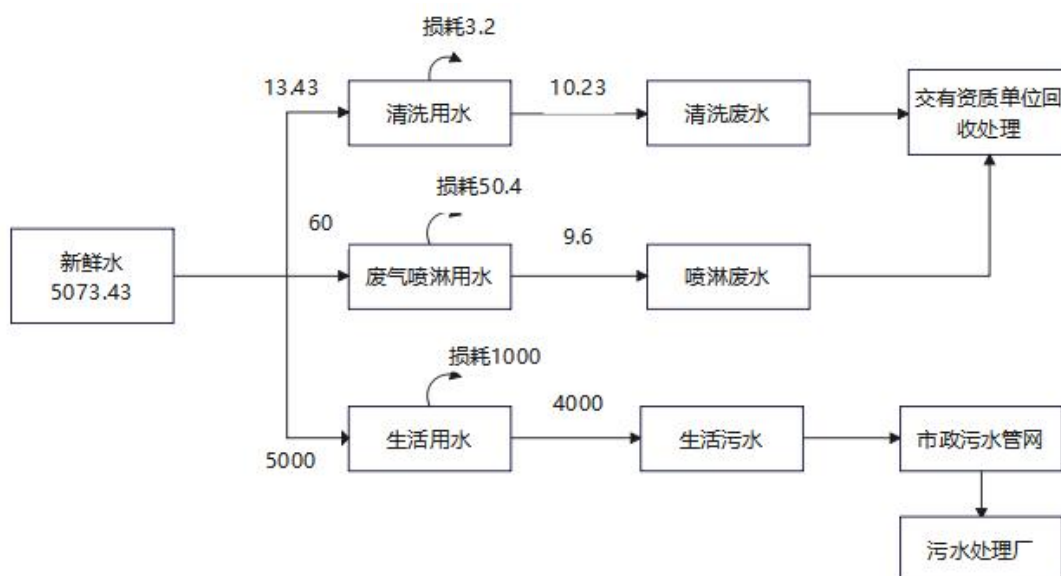 损耗3.2
13.43
清洗用水
10.23
清洗废水
交有资质单位回
收处理
损耗50.4
60
废气喷淋用水
9.6
喷淋废水
新鲜水
5073.43
损耗1000
5000
生活用水
4000
生活污水
市政污水管网
污水处理厂